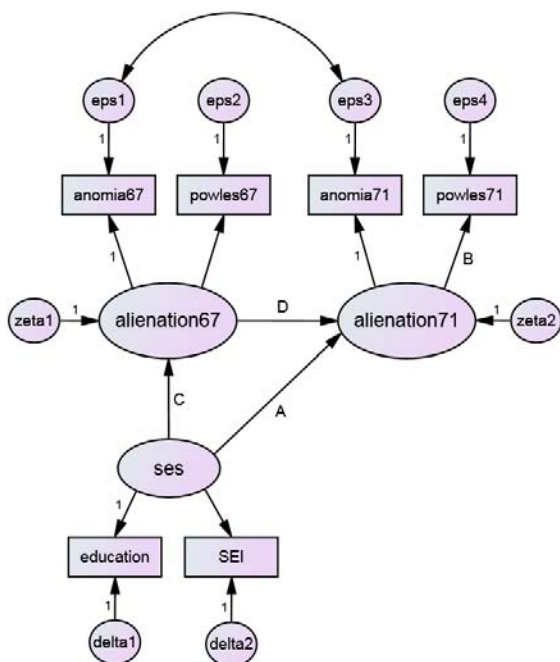 eps1
eps2
eps3
eps4
1
1
1
1
anomia67
powles67
anomia71
powles71
1
1
B
zeta1
1
alienation67
D
alienation71
1
zeta2
C
A
ses
1
education
SEI
1
1
delta1
delta2